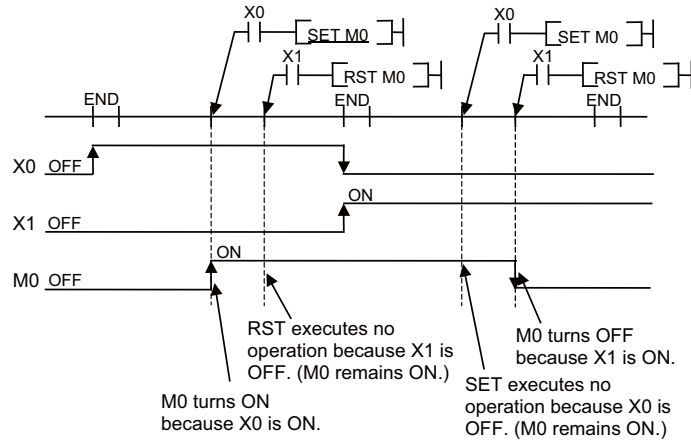 X0
SET M0
X1
RST M0
X0
SET M0
X1
RST M0
END
END
END
X0 OFF
ON
X1 OFF
ON
M0 OFF
RST executes no
operation because X1 is
OFF. (M0 remains ON.)
M0 turns ON
because X0 is ON.
M0 turns OFF
because X1 is ON.
SET executes no
operation because X0 is
OFF. (M0 remains ON.)